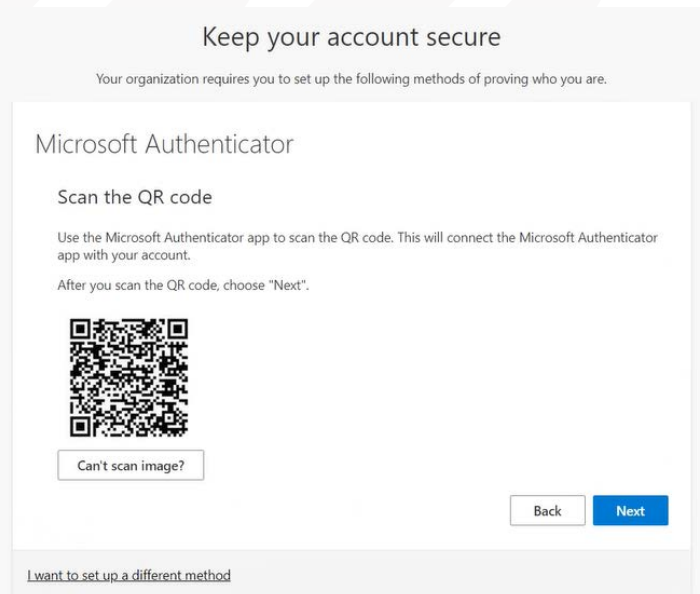 Keep your account secure
Your organization requires you to set up the following methods of proving who you are.
Microsoft Authenticator
Scan the QR code
Use the Microsoft Authenticator app to scan the QR code. This will connect the Microsoft Authenticator
app with your account.
After you scan the QR code, choose "Next".
Can't scan image?
Back
Next
I want to set up a different method